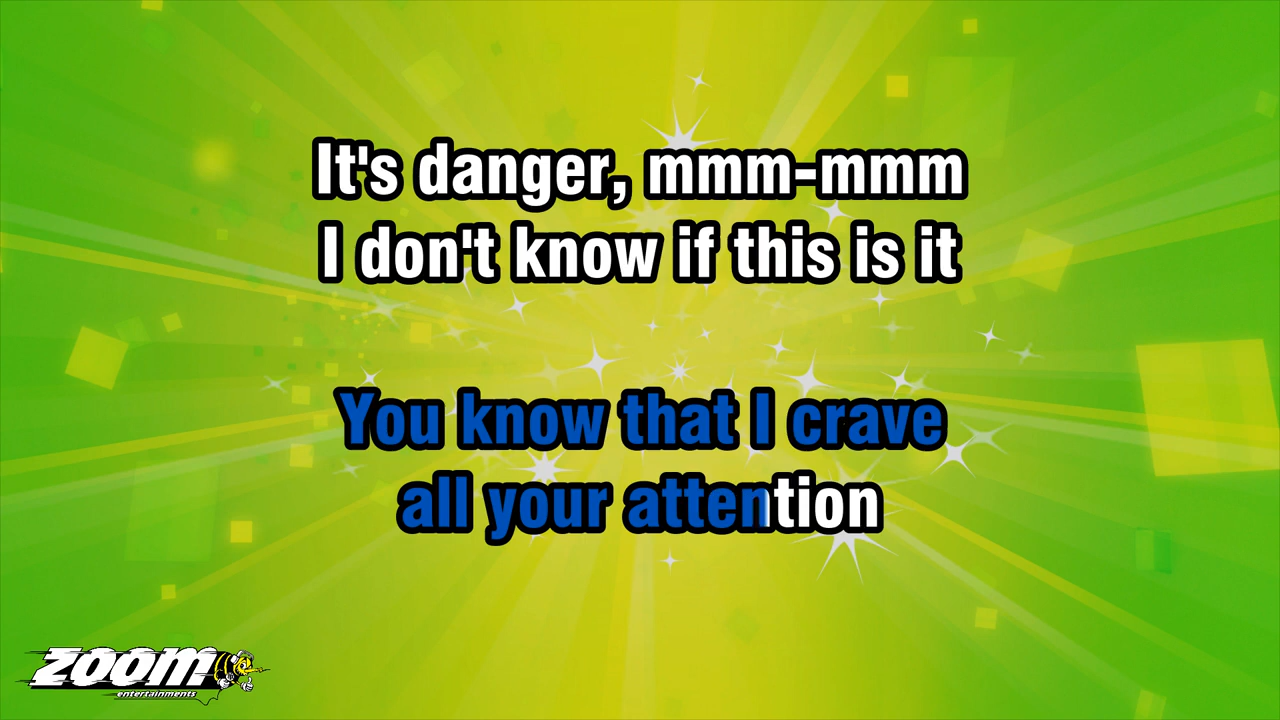 It's danger, mmm-mmm
I don't know if this is it
You know that I crave
all your attention
ZOOM
entertainments